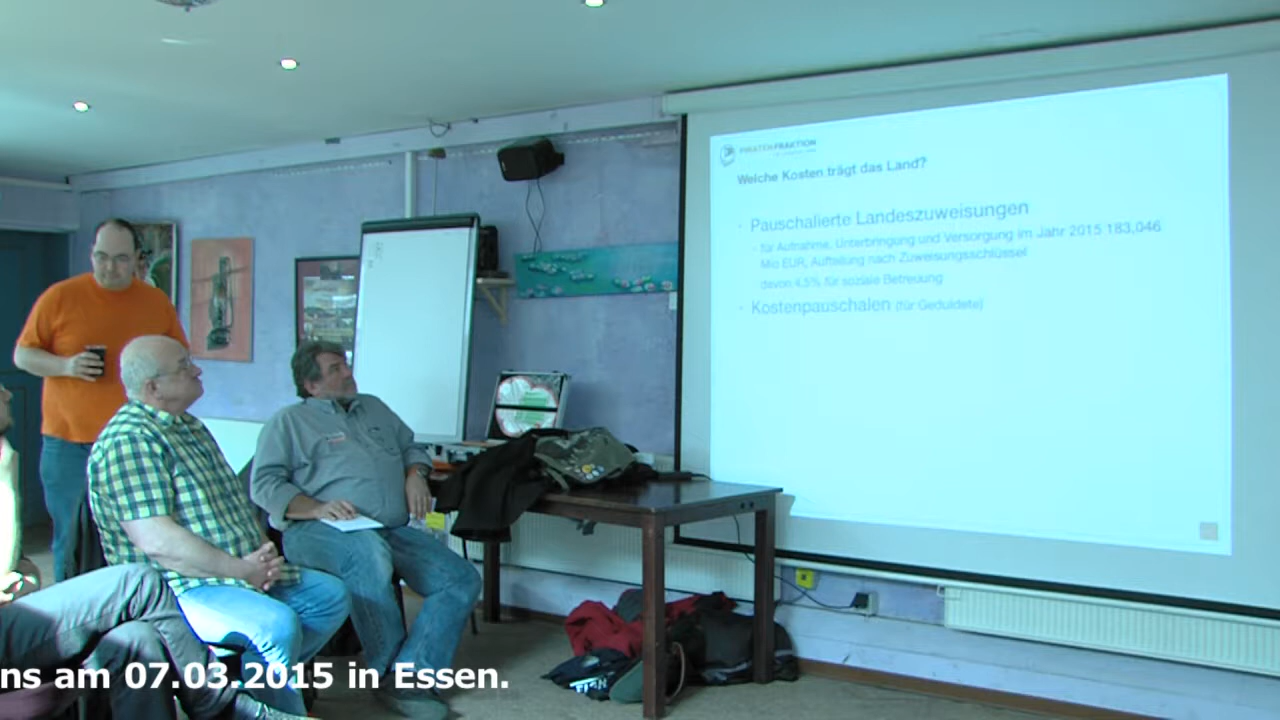 PIRATENFRAKTION
Welche Kosten trägt das Land?
Pauschalierte Landeszuweisungen
für Aufnahme, Unterbringung und Versorgung im Jahr 2015 183,046
Mio EUR, Aufteilung nach Zuweisungsschlüssel
davon 4,5% für soziale Betreuung
Kostenpauschalen (für Geduldete)
ns am 07.03.2015 in Essen.